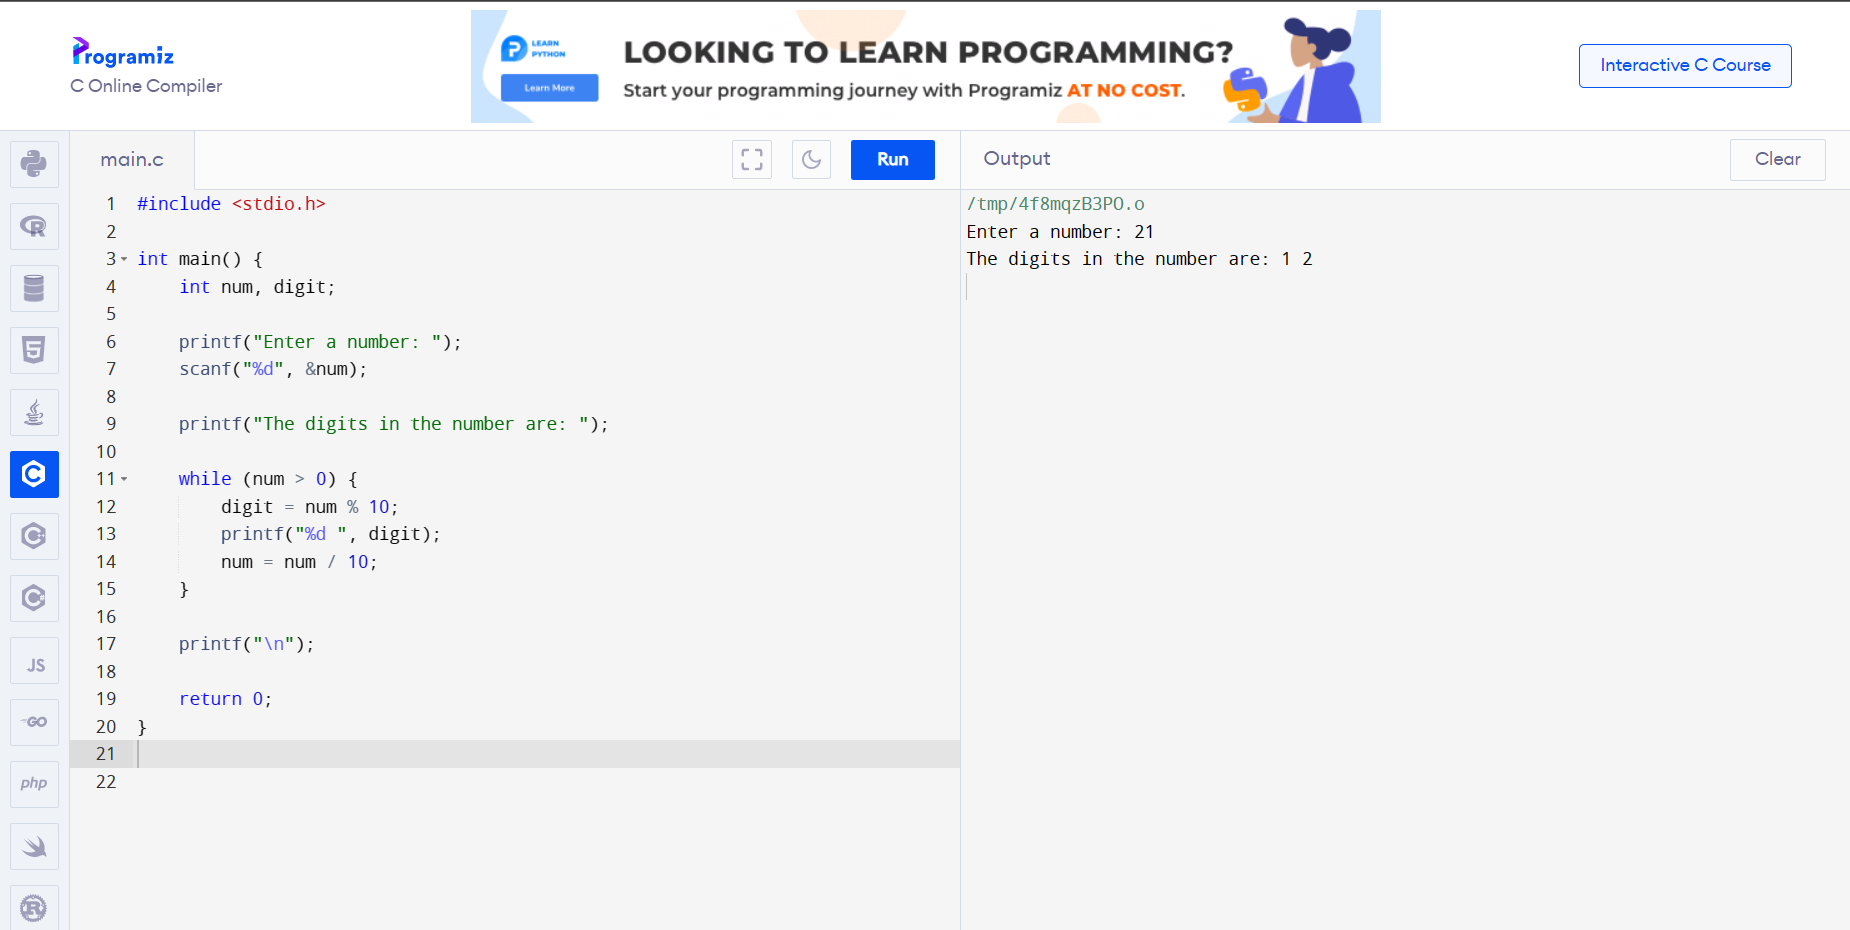 Programiz
C Online Compiler
LEARN
PYTHON
Learn More
LOOKING TO LEARN PROGRAMMING?
Start your programming journey with Programiz AT NO COST.
Interactive C Course
main.c
Run
Output
Clear
1 #include <stdio.h>
2
3 int main() {
4     int num, digit;
5
6     printf("Enter a number: ");
7     scanf("%d", &num);
8
9     printf("The digits in the number are: ");
10
11     while (num > 0) {
12         digit = num % 10;
13         printf("%d ", digit);
14         num = num / 10;
15     }
16
17     printf("\n");
18
19     return 0;
20 }
21
22
/tmp/4f8mqzB3PO.o
Enter a number: 21
The digits in the number are: 1 2
R
5
C
C
C
JS
GO
php
R